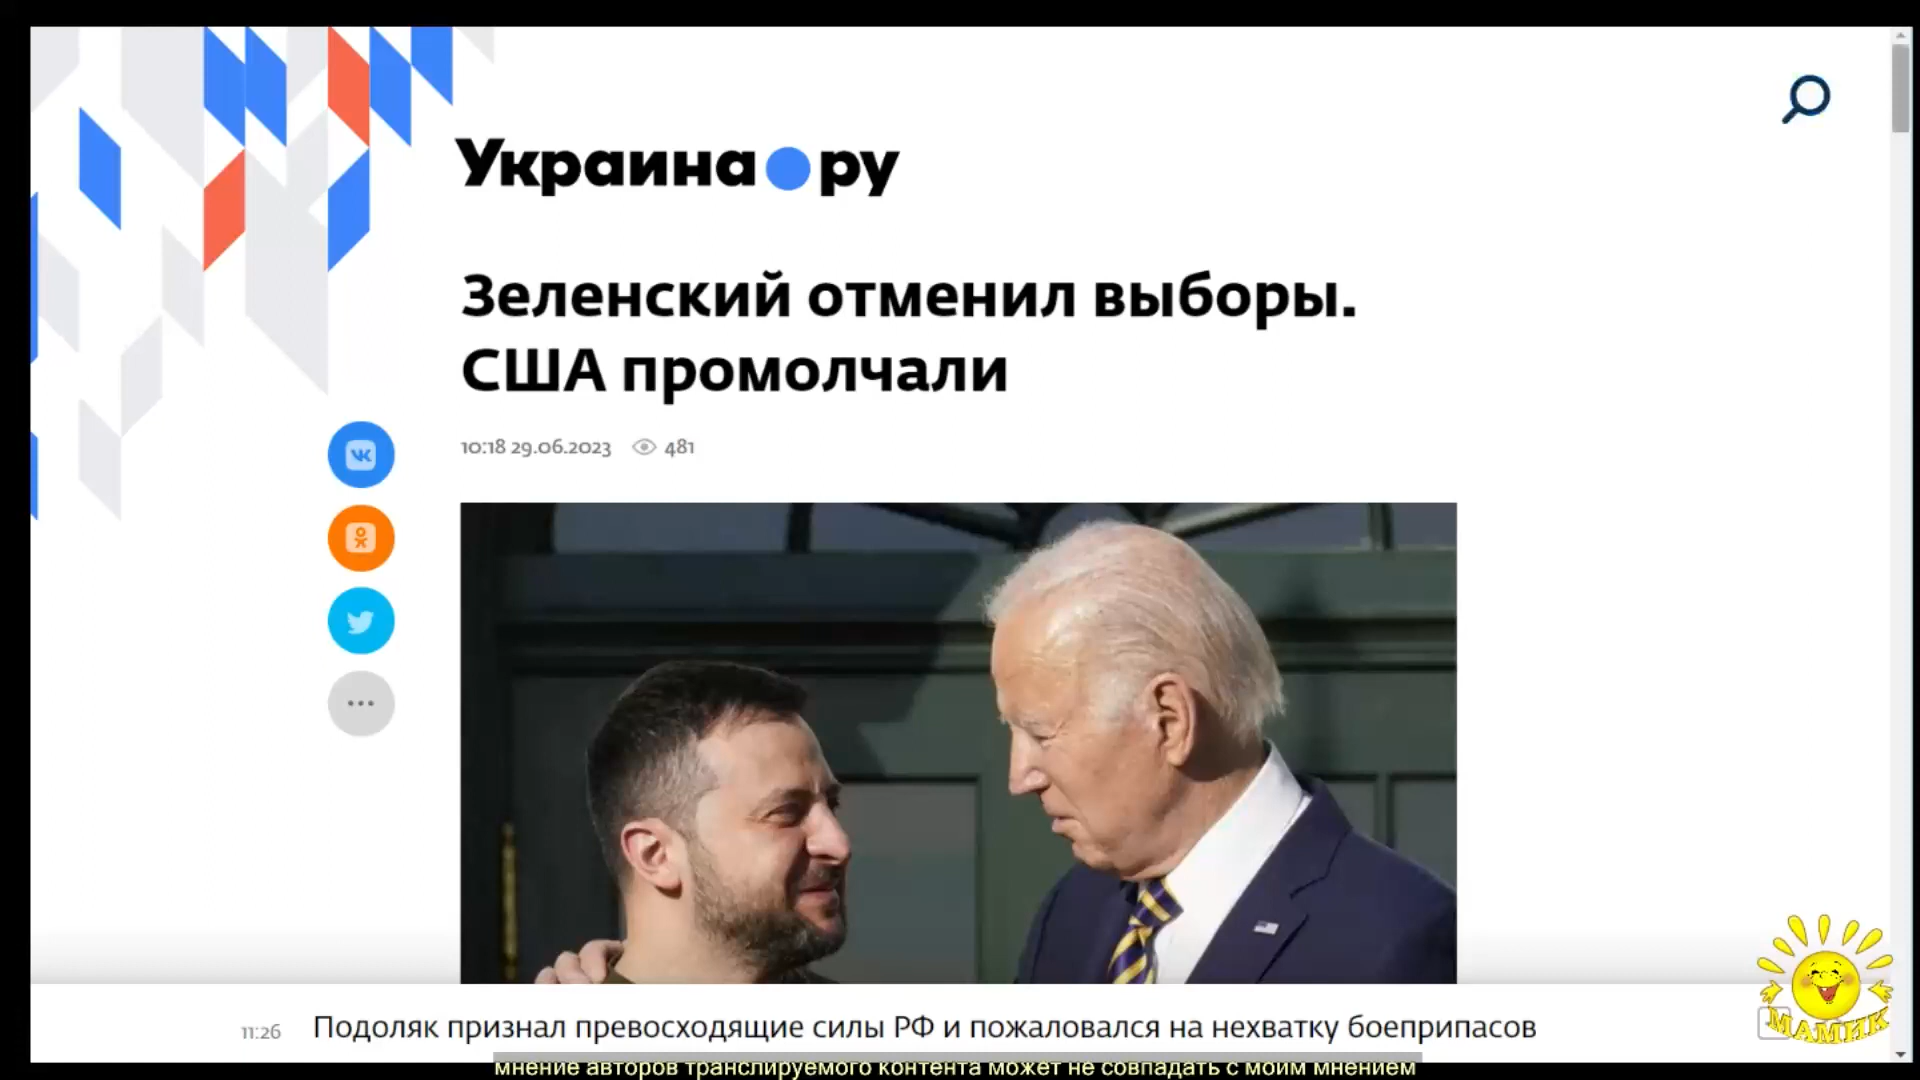 Украина.ру
Зеленский отменил выборы.
США промолчали
10:18 29.06.2023 481
11:26 Подоляк признал превосходящие силы РФ и пожаловался на нехватку боеприпасов
МАМИК
мнение авторов транслируемого контента может не совпадать с моим мнением